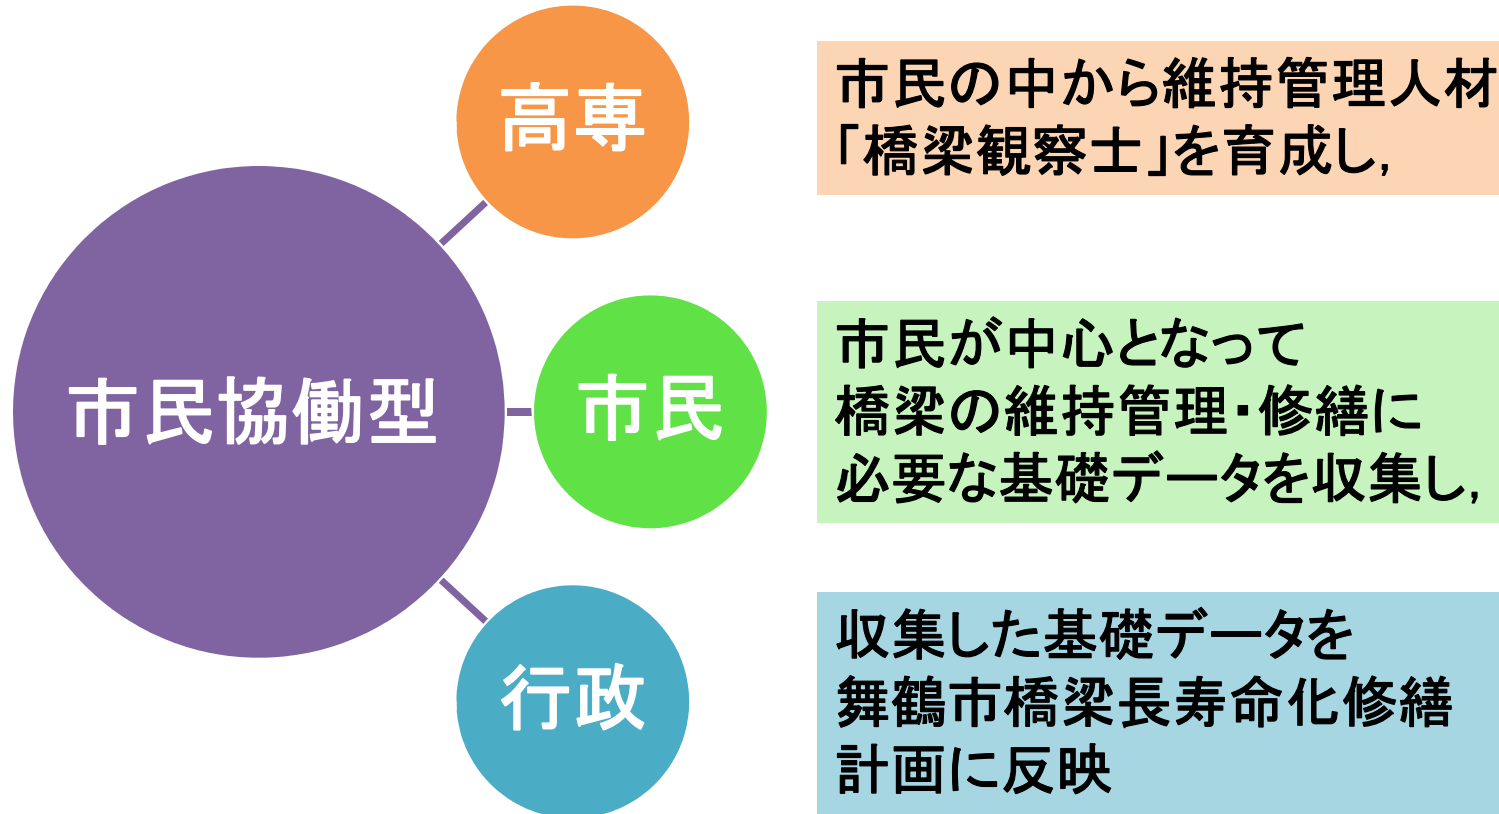 市民協働型
高専
市民の中から維持管理人材
「橋梁観察士」を育成し,
市民
市民が中心となって
橋梁の維持管理・修繕に
必要な基礎データを収集し,
行政
収集した基礎データを
舞鶴市橋梁長寿命化修繕
計画に反映